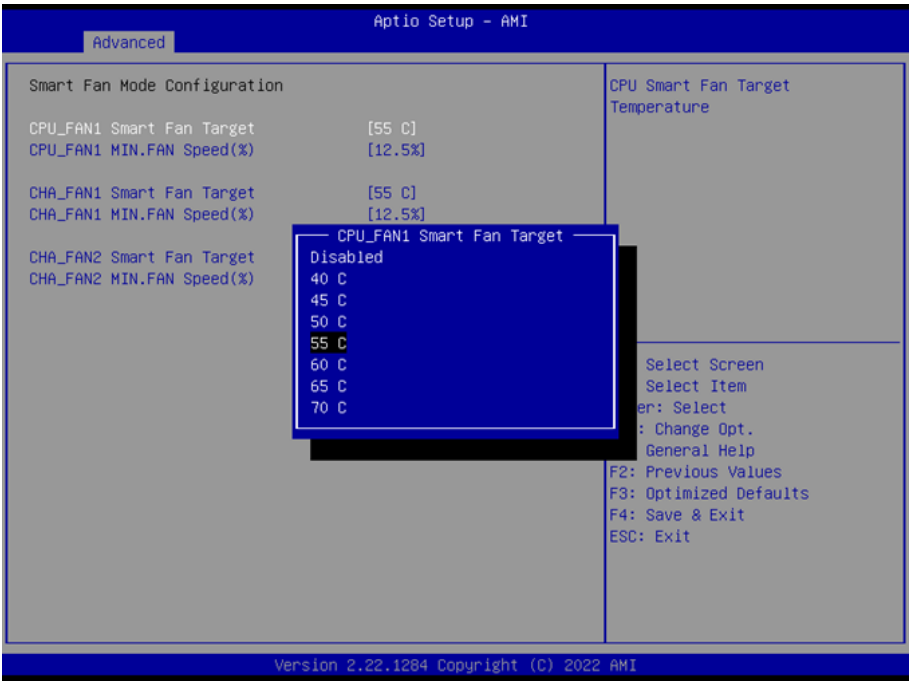 Aptio Setup – AMI
Advanced
Smart Fan Mode Configuration
CPU_FAN1 Smart Fan Target [55 C]
CPU_FAN1 MIN.FAN Speed(%) [12.5%]
CHA_FAN1 Smart Fan Target [55 C]
CHA_FAN1 MIN.FAN Speed(%) [12.5%]
CHA_FAN2 Smart Fan Target
CHA_FAN2 MIN.FAN Speed(%)
CPU_FAN1 Smart Fan Target
Disabled
40 C
45 C
50 C
55 C
60 C
65 C
70 C
CPU Smart Fan Target
Temperature
Select Screen
Select Item
er: Select
: Change Opt.
General Help
F2: Previous Values
F3: Optimized Defaults
F4: Save & Exit
ESC: Exit
Version 2.22.1284 Copyright (C) 2022 AMI